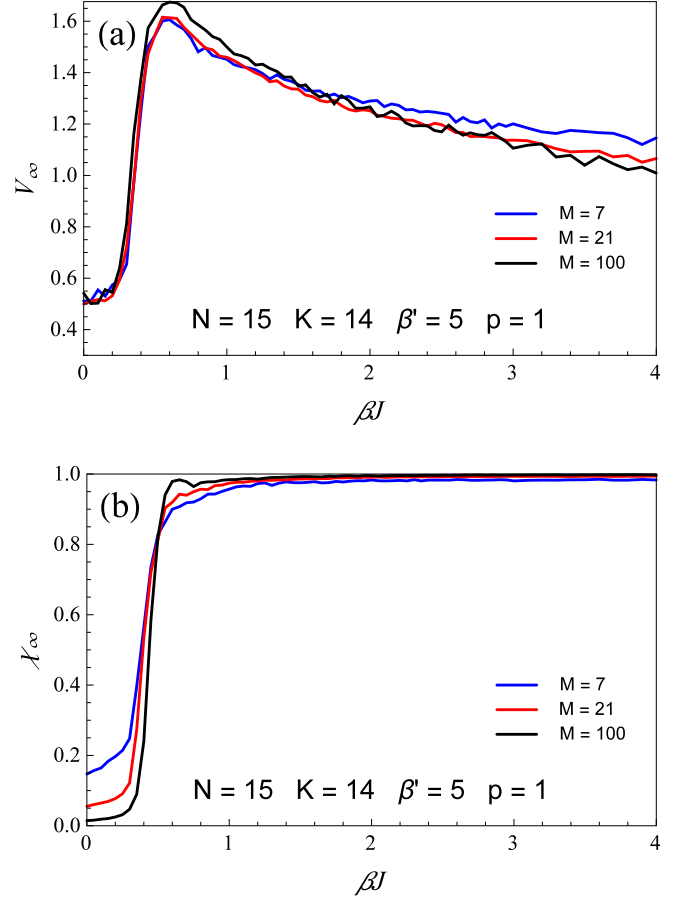 (a)
1.6
1.4
1.2
1.0
0.8
0.6
0.4
V∞
M = 7
M = 21
M = 100
N = 15 K = 14 β' = 5 p = 1
0 1 2 3 4
βJ
(b)
1.0
0.8
0.6
0.4
0.2
0.0
χ∞
M = 7
M = 21
M = 100
N = 15 K = 14 β' = 5 p = 1
0 1 2 3 4
βJ